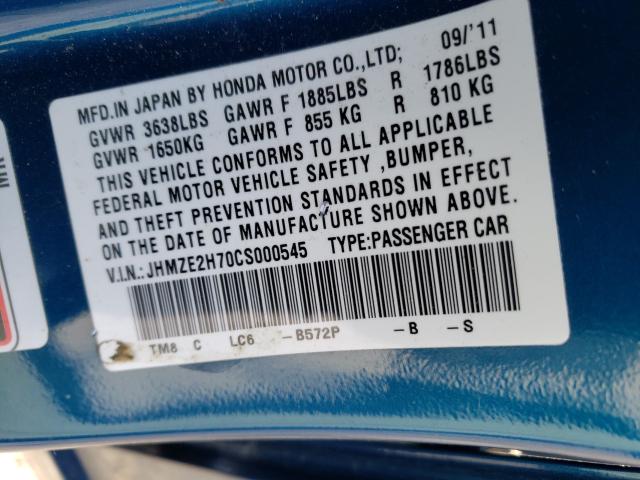 MFD.IN JAPAN BY HONDA MOTOR CO.,LTD; 09/'11
GVWR 3638LBS GAWR F 1885LBS R 1786LBS
GVWR 1650KG GAWR F 855 KG R 810 KG
THIS VEHICLE CONFORMS TO ALL APPLICABLE
FEDERAL MOTOR VEHICLE SAFETY ,BUMPER,
AND THEFT PREVENTION STANDARDS IN EFFECT
ON THE DATE OF MANUFACTURE SHOWN ABOVE.
V.I.N.: JHMZE2H70CS000545 TYPE:PASSENGER CAR
TM8 C LC6 -B572P -B -S